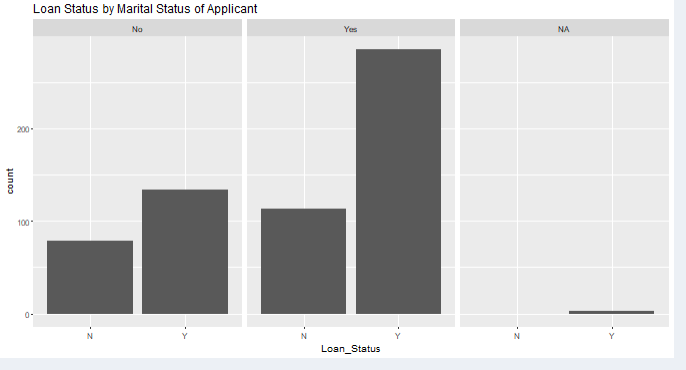 Loan Status by Marital Status of Applicant
No Yes NA
count
200
100
0
N Y N Y N Y
Loan_Status